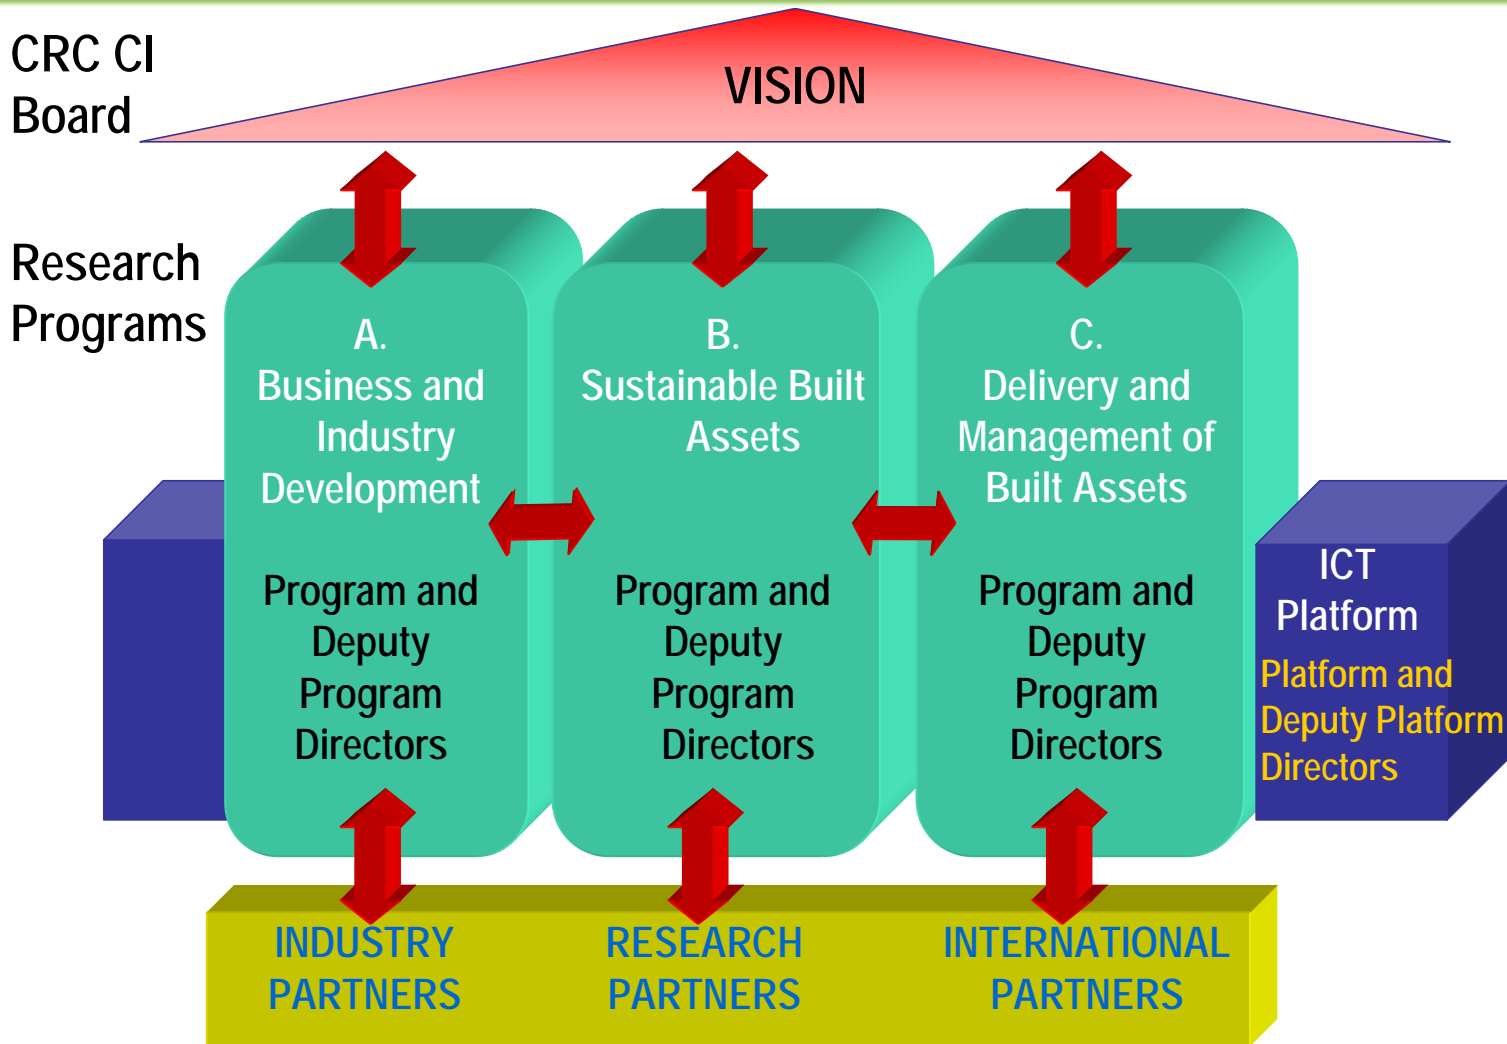 CRC CI
Board
VISION
Research
Programs
A.
Business and
Industry
Development
Program and
Deputy
Program
Directors
B.
Sustainable Built
Assets
Program and
Deputy
Program
Directors
C.
Delivery and
Management of
Built Assets
Program and
Deputy
Program
Directors
ICT
Platform
Platform and
Deputy Platform
Directors
INDUSTRY
PARTNERS
RESEARCH
PARTNERS
INTERNATIONAL
PARTNERS